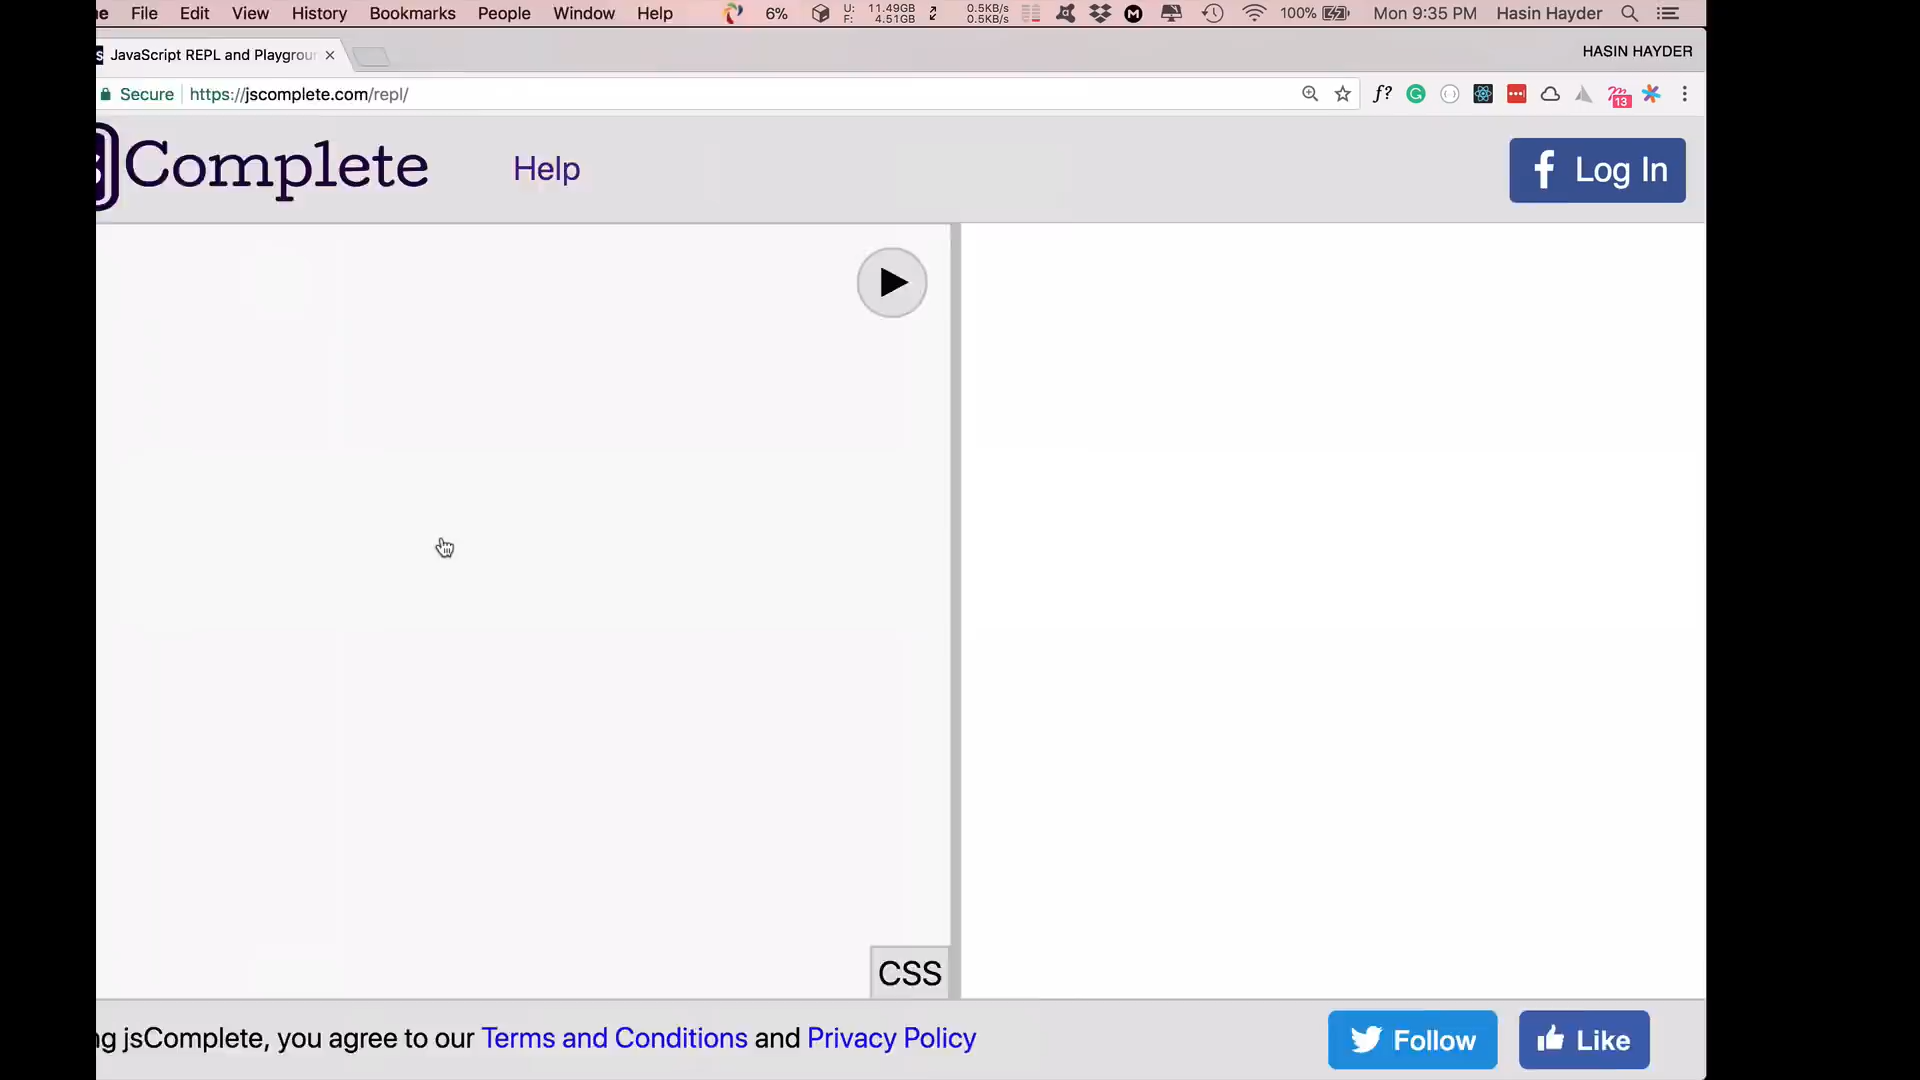 File Edit View History Bookmarks People Window Help 6% U: 11.49GB F: 4.51GB 0.5KB/s 0.5KB/s 100% Mon 9:35 PM Hasin Hayder
JavaScript REPL and Playgrou
HASIN HAYDER
Secure https://jscomplete.com/repl/
f? 13
Complete Help
f Log In
CSS
ng jsComplete, you agree to our Terms and Conditions and Privacy Policy
Follow
Like